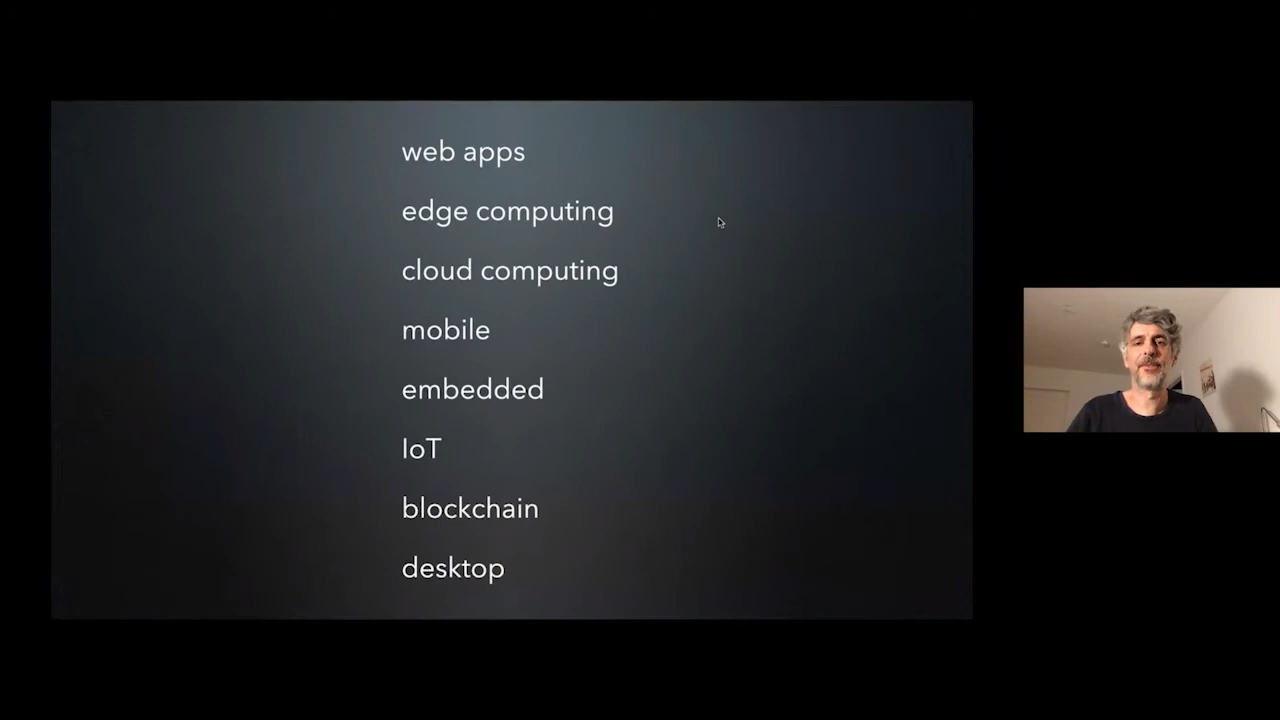 web apps
edge computing
cloud computing
mobile
embedded
IoT
blockchain
desktop